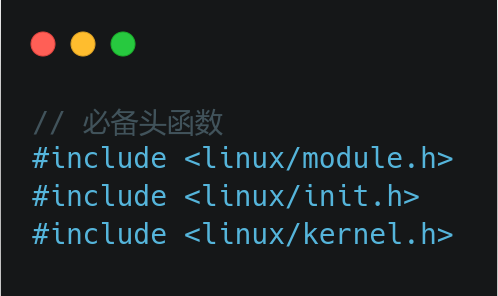 // 必备头函数
#include <linux/module.h>
#include <linux/init.h>
#include <linux/kernel.h>